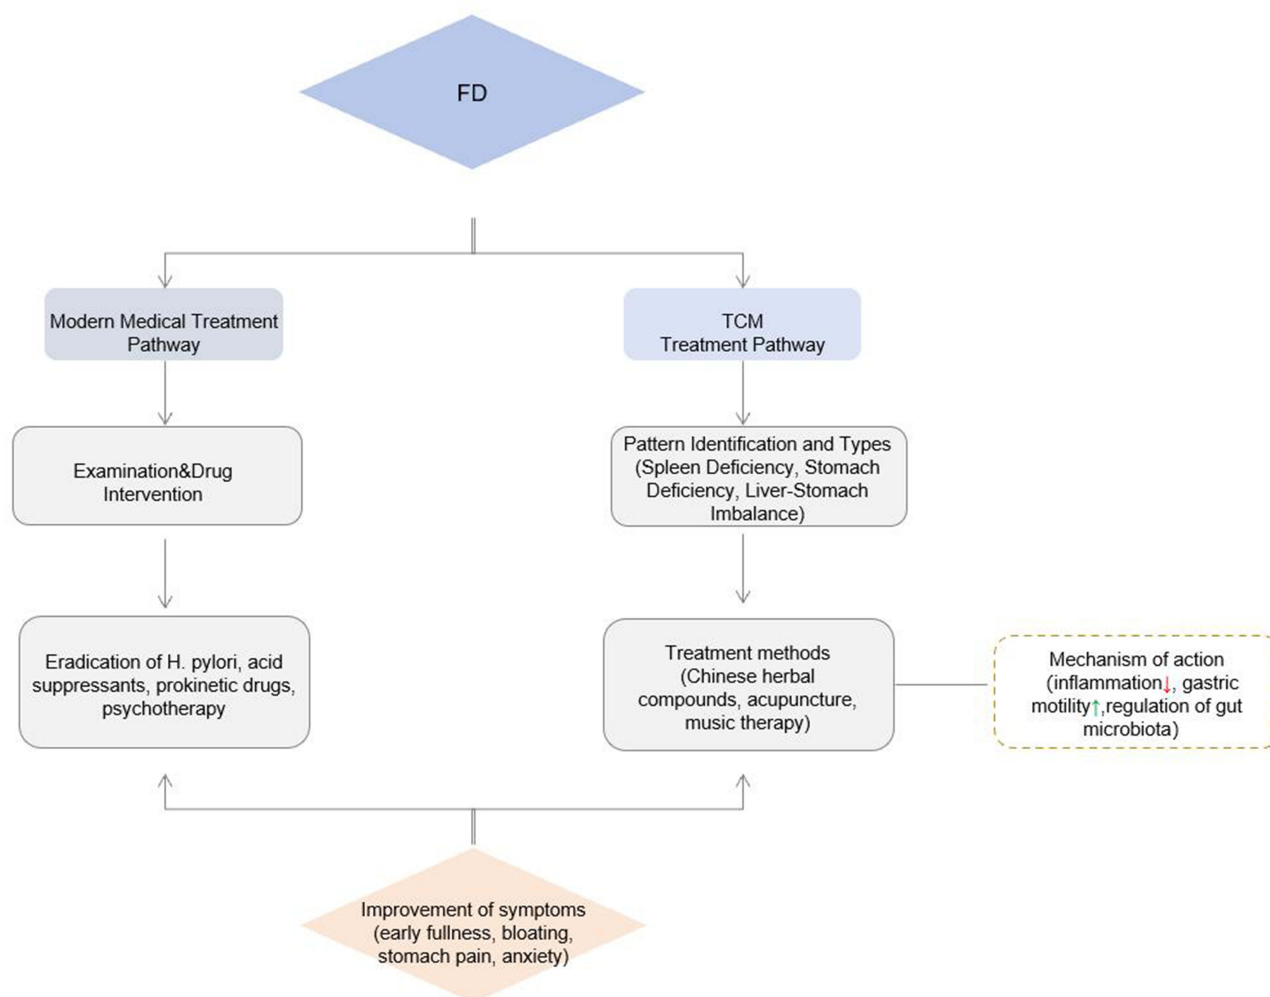 FD
Modern Medical Treatment
Pathway
TCM
Treatment Pathway
Examination&Drug
Intervention
Pattern Identification and Types
(Spleen Deficiency, Stomach
Deficiency, Liver-Stomach
Imbalance)
Eradication of H. pylori, acid
suppressants, prokinetic drugs,
psychotherapy
Treatment methods
(Chinese herbal
compounds, acupuncture,
music therapy)
Mechanism of action
(inflammation↓, gastric
motility↑,regulation of gut
microbiota)
Improvement of symptoms
(early fullness, bloating,
stomach pain, anxiety)